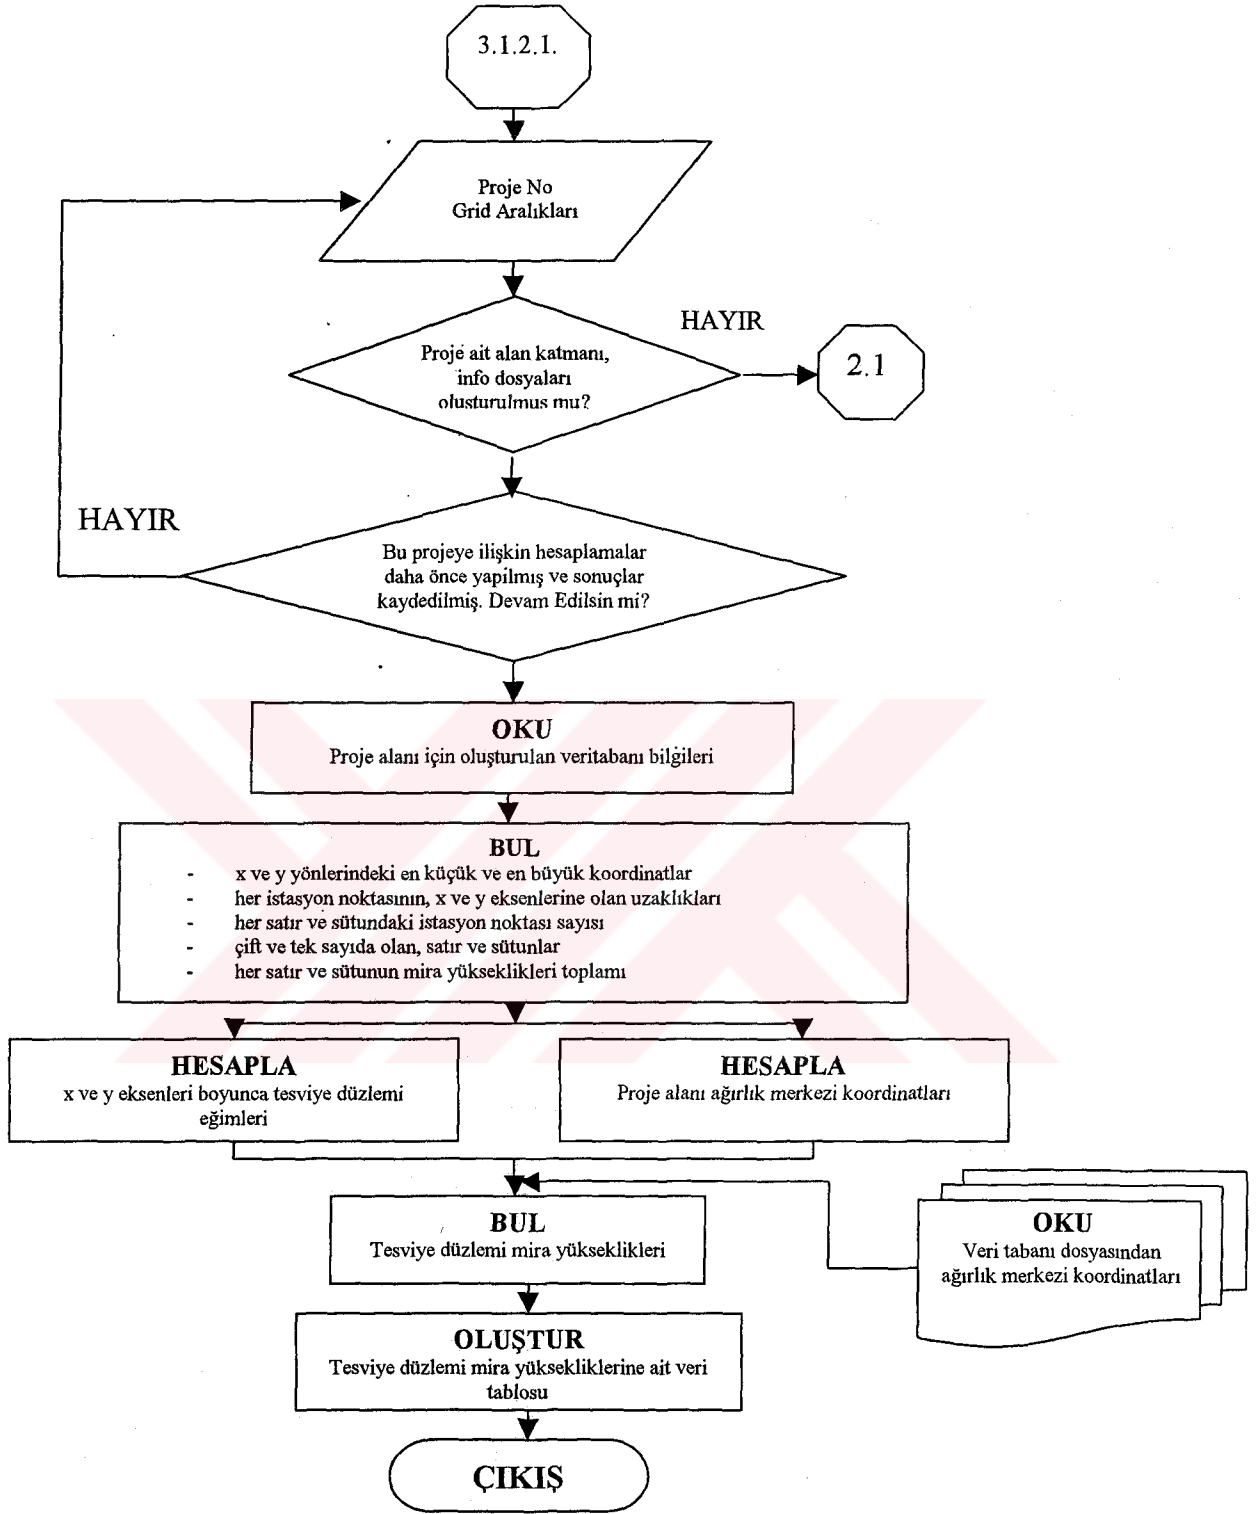 3.1.2.1.
Proje No
Grid Aralıkları
HAYIR
Proje ait alan katmanı,
info dosyaları
olusturulmus mu?
2.1
HAYIR
Bu projeye ilişkin hesaplamalar
daha önce yapılmış ve sonuçlar
kaydedilmiş. Devam Edilsin mi?
OKU
Proje alanı için oluşturulan veritabanı bilgileri
BUL
- x ve y yönlerindeki en küçük ve en büyük koordinatlar
- her istasyon noktasının, x ve y eksenlerine olan uzaklıkları
- her satır ve sütundaki istasyon noktası sayısı
- çift ve tek sayıda olan, satır ve sütunlar
- her satır ve sütunun mira yükseklikleri toplamı
HESAPLA
x ve y eksenleri boyunca tesviye düzlemi
eğimleri
HESAPLA
Proje alanı ağırlık merkezi koordinatları
BUL
Tesviye düzlemi mira yükseklikleri
OKU
Veri tabanı dosyasından
ağırlık merkezi koordinatları
OLUŞTUR
Tesviye düzlemi mira yüksekliklerine ait veri
tablosu
ÇIKIŞ